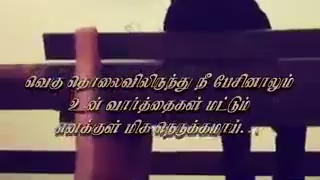 வெகு தொலைவிலிருந்து நீ பேசினாலும்
உன் வார்த்தைகள் மட்டும்
எனக்குள் மிக நெருக்கமாய்..